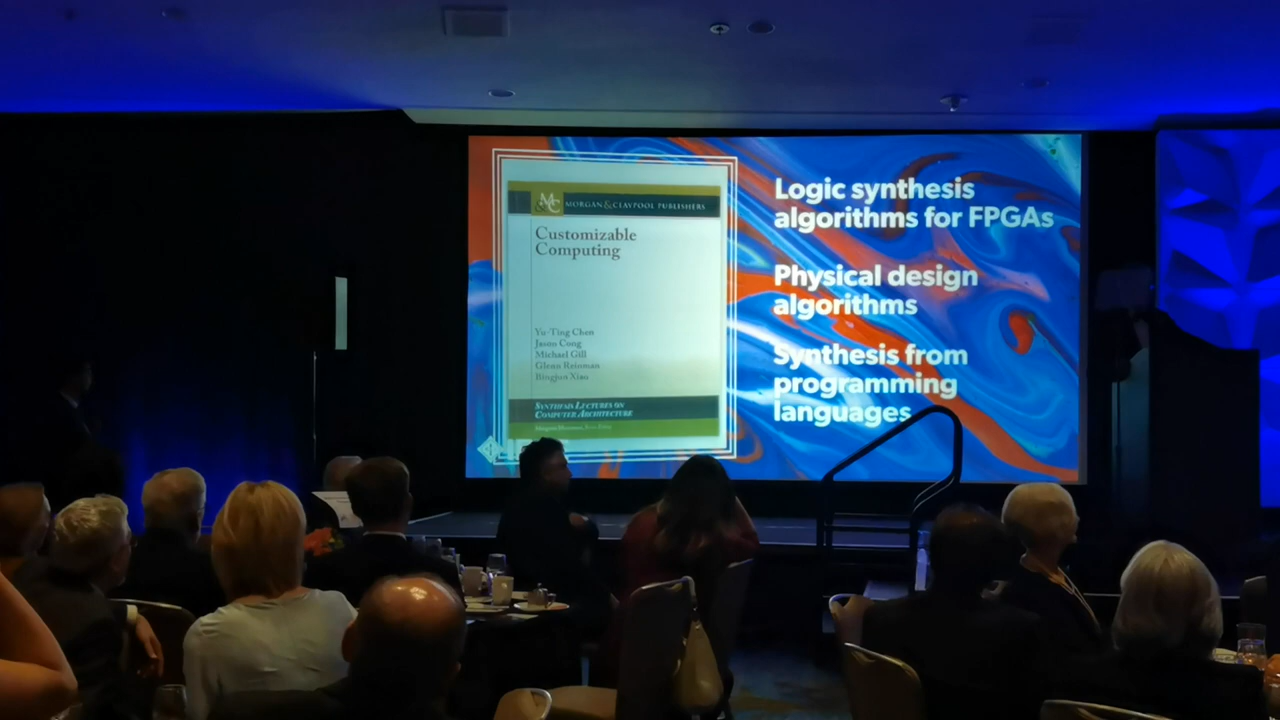 M&C MORGAN & CLAYPOOL PUBLISHERS
Customizable
Computing
Yu-Ting Chen
Jason Cong
Michael Gill
Glenn Reinman
Bingjun Xiao
SYNTHESIS LECTURES ON
COMPUTER ARCHITECTURE
Logic synthesis
algorithms for FPGAs
Physical design
algorithms
Synthesis from
programming
languages